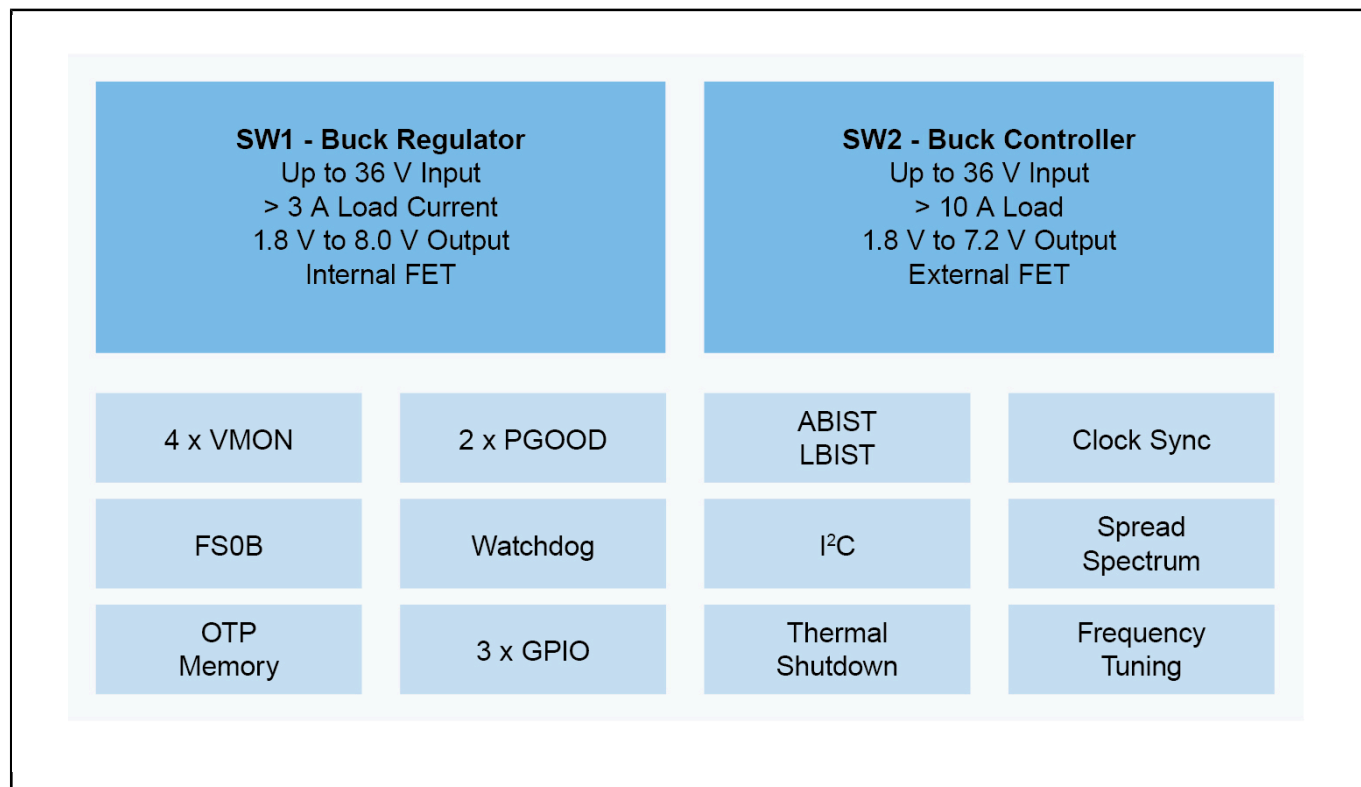 SW1 - Buck Regulator
Up to 36 V Input
> 3 A Load Current
1.8 V to 8.0 V Output
Internal FET
SW2 - Buck Controller
Up to 36 V Input
> 10 A Load
1.8 V to 7.2 V Output
External FET
4 x VMON
2 x PGOOD
ABIST
LBIST
Clock Sync
FS0B
Watchdog
I²C
Spread
Spectrum
OTP
Memory
3 x GPIO
Thermal
Shutdown
Frequency
Tuning